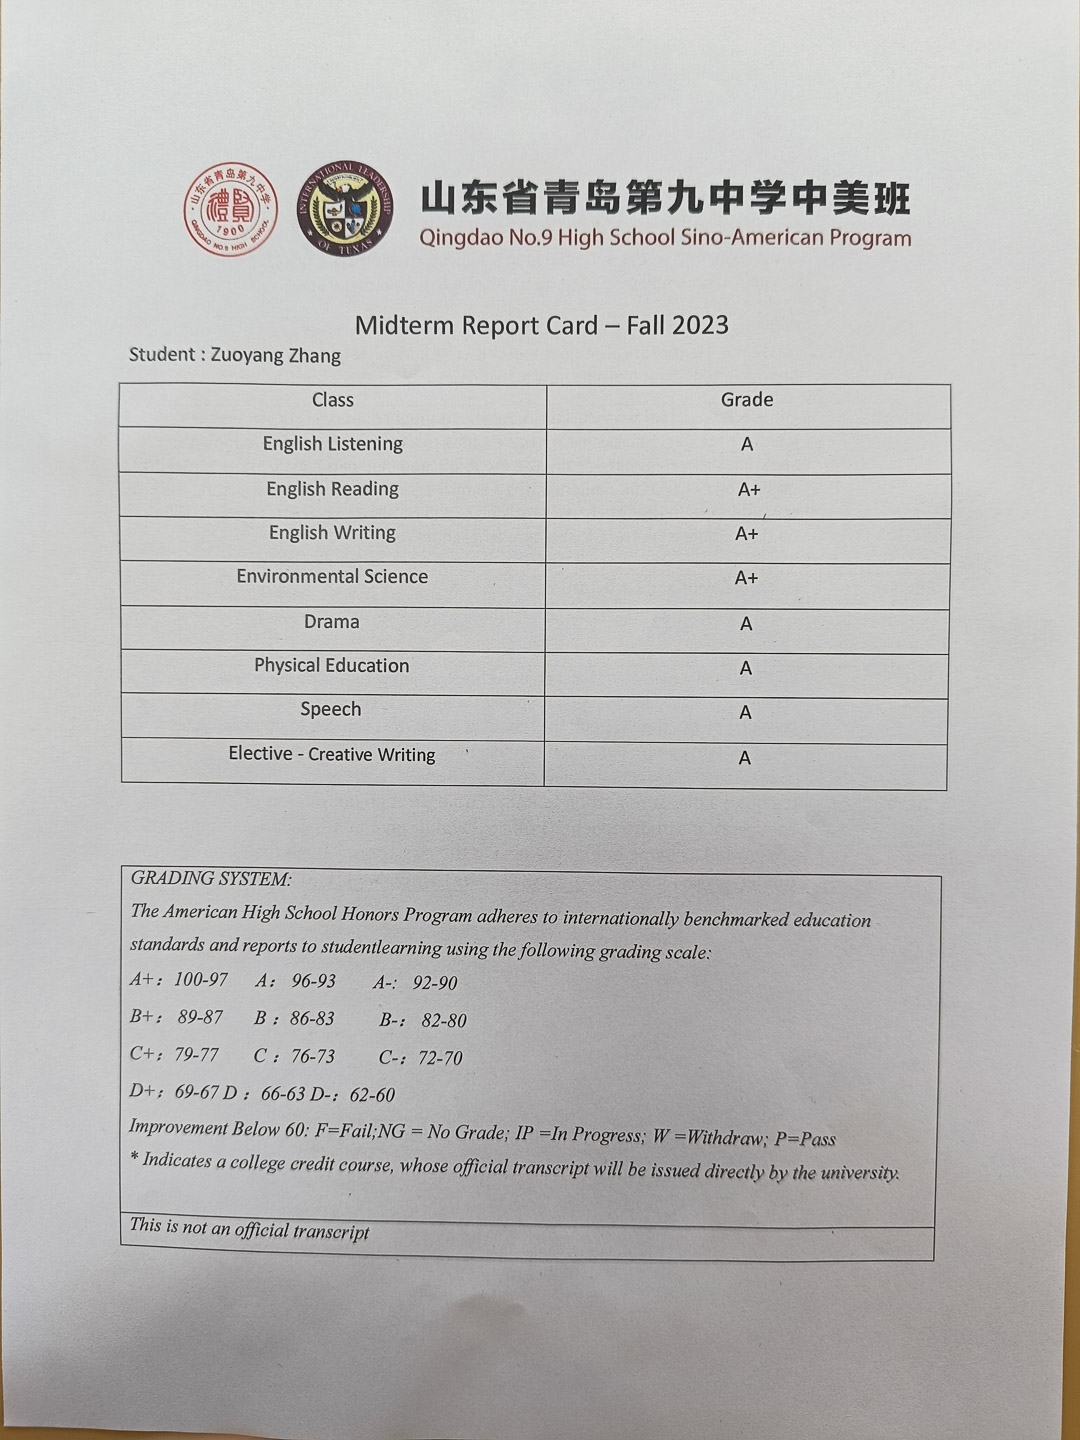 山东省青岛第九中学
禮賢
1900
QINGDAO NO.9 HIGH SCHOOL
INTERNATIONAL LEADERSHIP
OF TEXAS
山东省青岛第九中学中美班
Qingdao No.9 High School Sino-American Program
Midterm Report Card – Fall 2023
Student : Zuoyang Zhang
Class Grade
English Listening A
English Reading A+
English Writing A+
Environmental Science A+
Drama A
Physical Education A
Speech A
Elective - Creative Writing A
GRADING SYSTEM:
The American High School Honors Program adheres to internationally benchmarked education
standards and reports to studentlearning using the following grading scale:
A+: 100-97 A: 96-93 A-: 92-90
B+: 89-87 B : 86-83 B-: 82-80
C+: 79-77 C : 76-73 C-: 72-70
D+: 69-67 D : 66-63 D-: 62-60
Improvement Below 60: F=Fail;NG = No Grade; IP =In Progress; W =Withdraw; P=Pass
* Indicates a college credit course, whose official transcript will be issued directly by the university.
This is not an official transcript